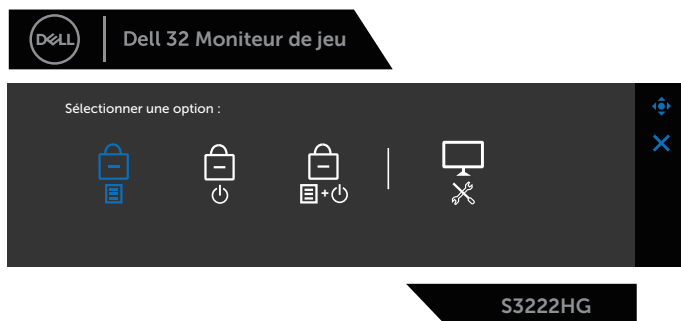 DELL
Dell 32 Moniteur de jeu
Sélectionner une option :
S3222HG